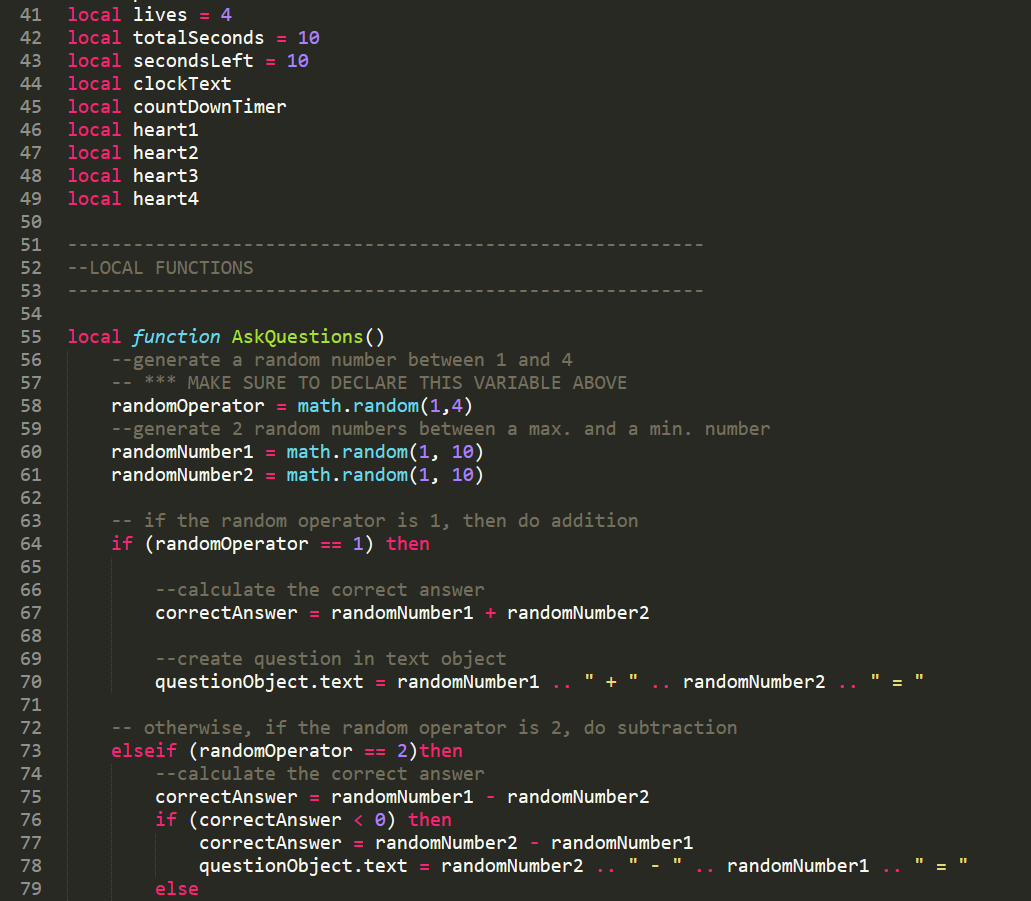 41 local lives = 4
42 local totalSeconds = 10
43 local secondsLeft = 10
44 local clockText
45 local countDownTimer
46 local heart1
47 local heart2
48 local heart3
49 local heart4
50
51 ----------------------------------------------------------
52 --LOCAL FUNCTIONS
53 ----------------------------------------------------------
54
55 local function AskQuestions()
56     --generate a random number between 1 and 4
57     -- *** MAKE SURE TO DECLARE THIS VARIABLE ABOVE
58     randomOperator = math.random(1,4)
59     --generate 2 random numbers between a max. and a min. number
60     randomNumber1 = math.random(1, 10)
61     randomNumber2 = math.random(1, 10)
62
63     -- if the random operator is 1, then do addition
64     if (randomOperator == 1) then
65
66         --calculate the correct answer
67         correctAnswer = randomNumber1 + randomNumber2
68
69         --create question in text object
70         questionObject.text = randomNumber1 .. " + " .. randomNumber2 .. " = "
71
72     -- otherwise, if the random operator is 2, do subtraction
73     elseif (randomOperator == 2)then
74         --calculate the correct answer
75         correctAnswer = randomNumber1 - randomNumber2
76         if (correctAnswer < 0) then
77             correctAnswer = randomNumber2 - randomNumber1
78             questionObject.text = randomNumber2 .. " - " .. randomNumber1 .. " = "
79         else